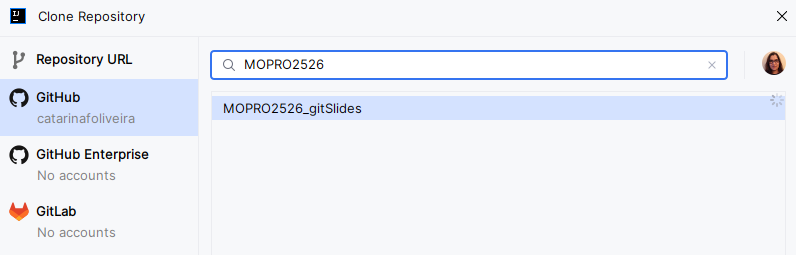 Clone Repository
Repository URL
GitHub
catarinafoliveira
GitHub Enterprise
No accounts
GitLab
No accounts
MOPRO2526
MOPRO2526_gitSlides